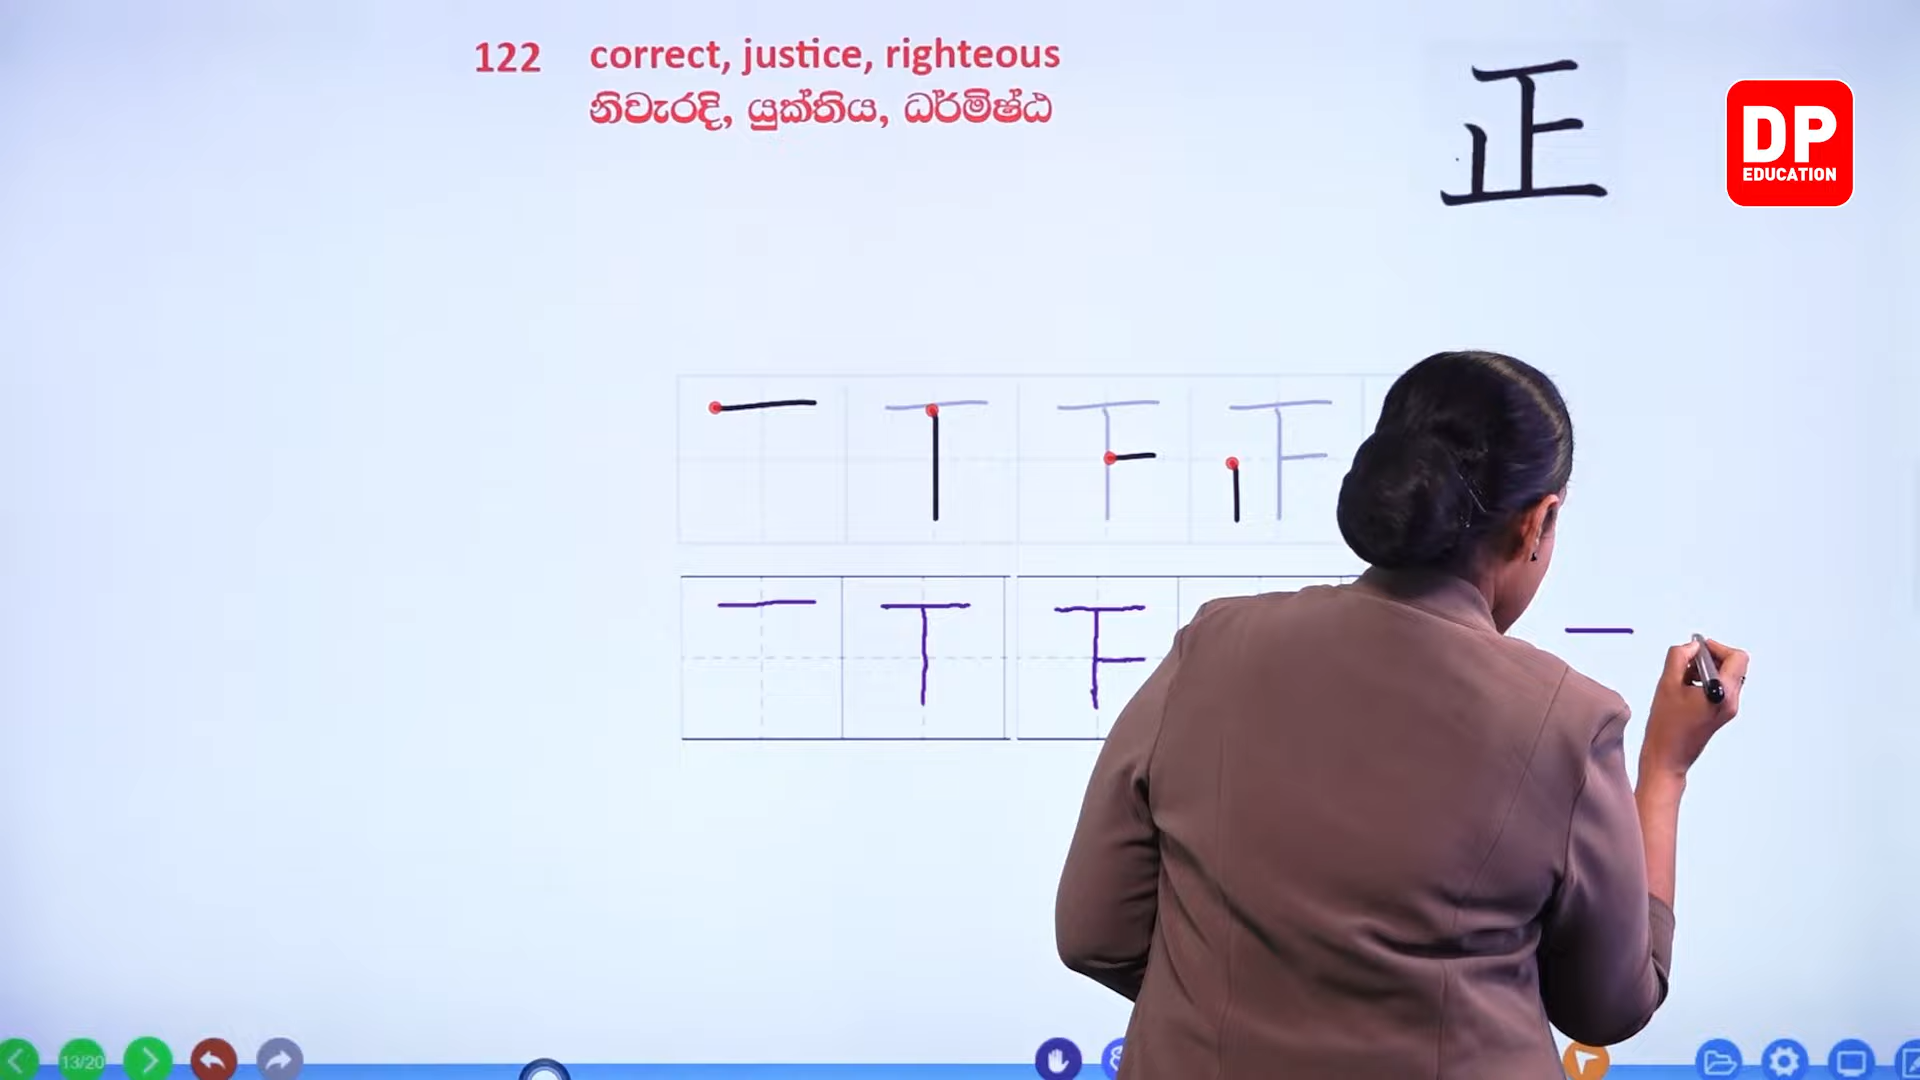 122 correct, justice, righteous
නිවැරදි, යුක්තිය, ධර්මිෂ්ඨ
正
DP
EDUCATION
13/20